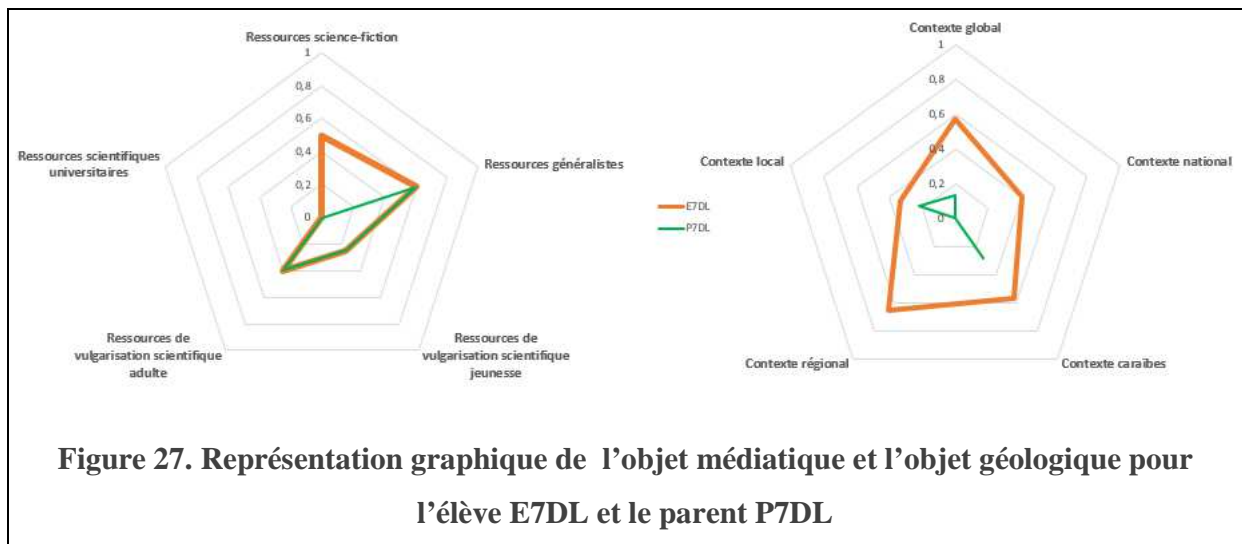 Ressources science-fiction
1
0,8
0,6
0,4
0,2
0
Ressources généralistes
Ressources de
vulgarisation scientifique
jeunesse
Ressources de
vulgarisation scientifique
adulte
Ressources scientifiques
universitaires
E7DL
P7DL
Contexte global
1
0,8
0,6
0,4
0,2
0
Contexte national
Contexte caraïbes
Contexte régional
Contexte local
Figure 27. Représentation graphique de l'objet médiatique et l'objet géologique pour
l'élève E7DL et le parent P7DL